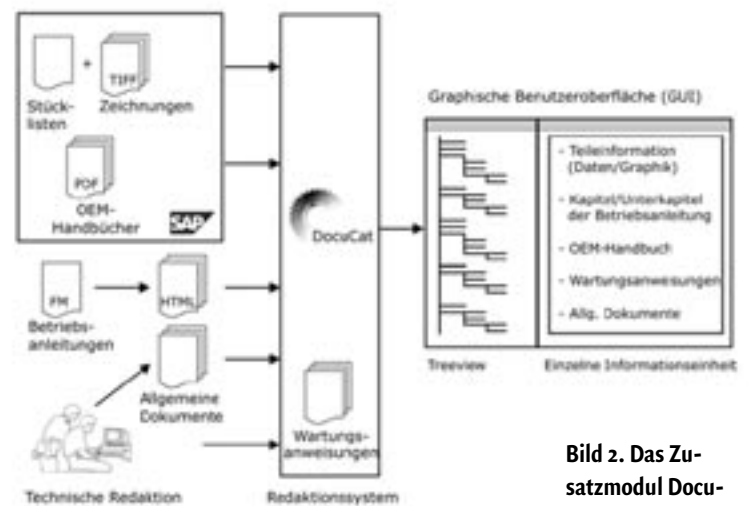 TIFF
Stück-
listen
+
Zeichnungen
PDF
OEM-
Handbücher
SAP
FM
Betriebs-
anleitungen
HTML
Allgemeine
Dokumente
Technische Redaktion
DocuCat
Wartungs-
anweisungen
Redaktionssystem
Graphische Benutzeroberfläche (GUI)
- Teileinformation
(Daten/Graphik)
- Kapitel/Unterkapitel
der Betriebsanleitung
- OEM-Handbuch
- Wartungsanweisungen
- Allg. Dokumente
Treeview
Einzelne Informationseinheit
Bild 2. Das Zu-
satzmodul Docu-